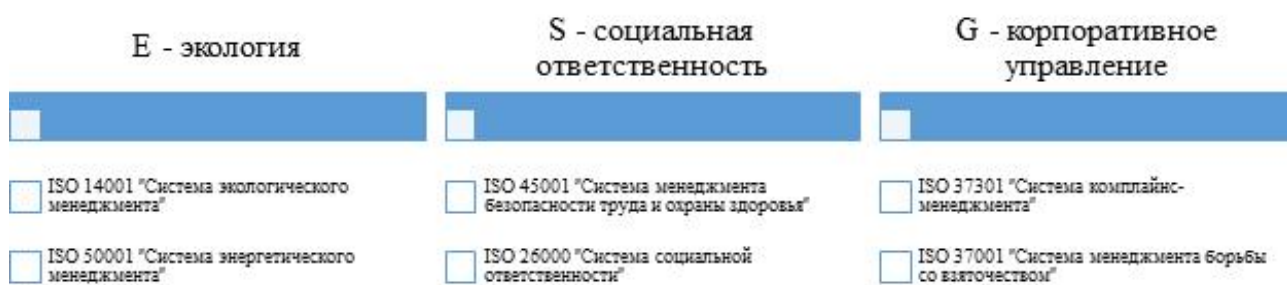 E - экология
ISO 14001 "Система экологического
менеджмента"
ISO 50001 "Система энергетического
менеджмента"
S - социальная
ответственность
ISO 45001 "Система менеджмента
безопасности труда и охраны здоровья"
ISO 26000 "Система социальной
ответственности"
G - корпоративное
управление
ISO 37301 "Система комплайнс-
менеджмента"
ISO 37001 "Система менеджмента борьбы
со взяточеством"